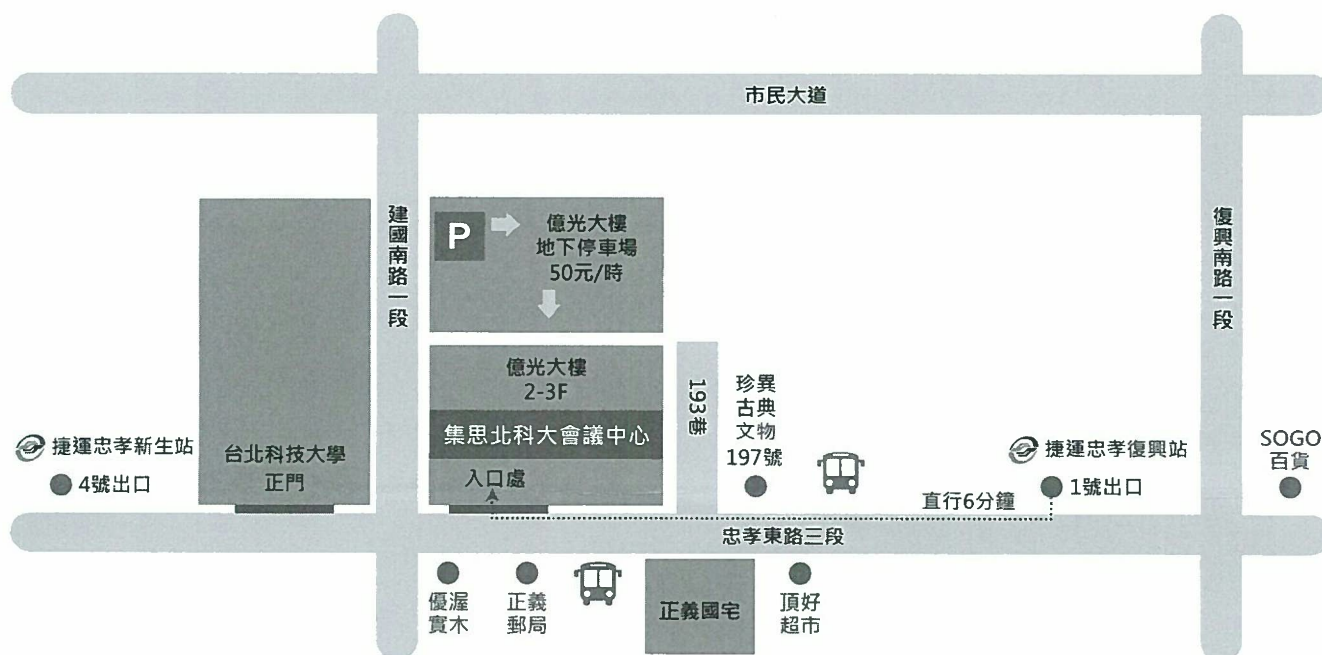 市民大道
建國南路一段
復興南路一段
P
億光大樓
地下停車場
50元/時
億光大樓
2-3F
集思北科大會議中心
入口處
193巷
珍異
古典
文物
197號
捷運忠孝新生站
4號出口
台北科技大學
正門
捷運忠孝復興站
1號出口
直行6分鐘
SOGO
百貨
忠孝東路三段
優渥
實木
正義
郵局
正義國宅
頂好
超市